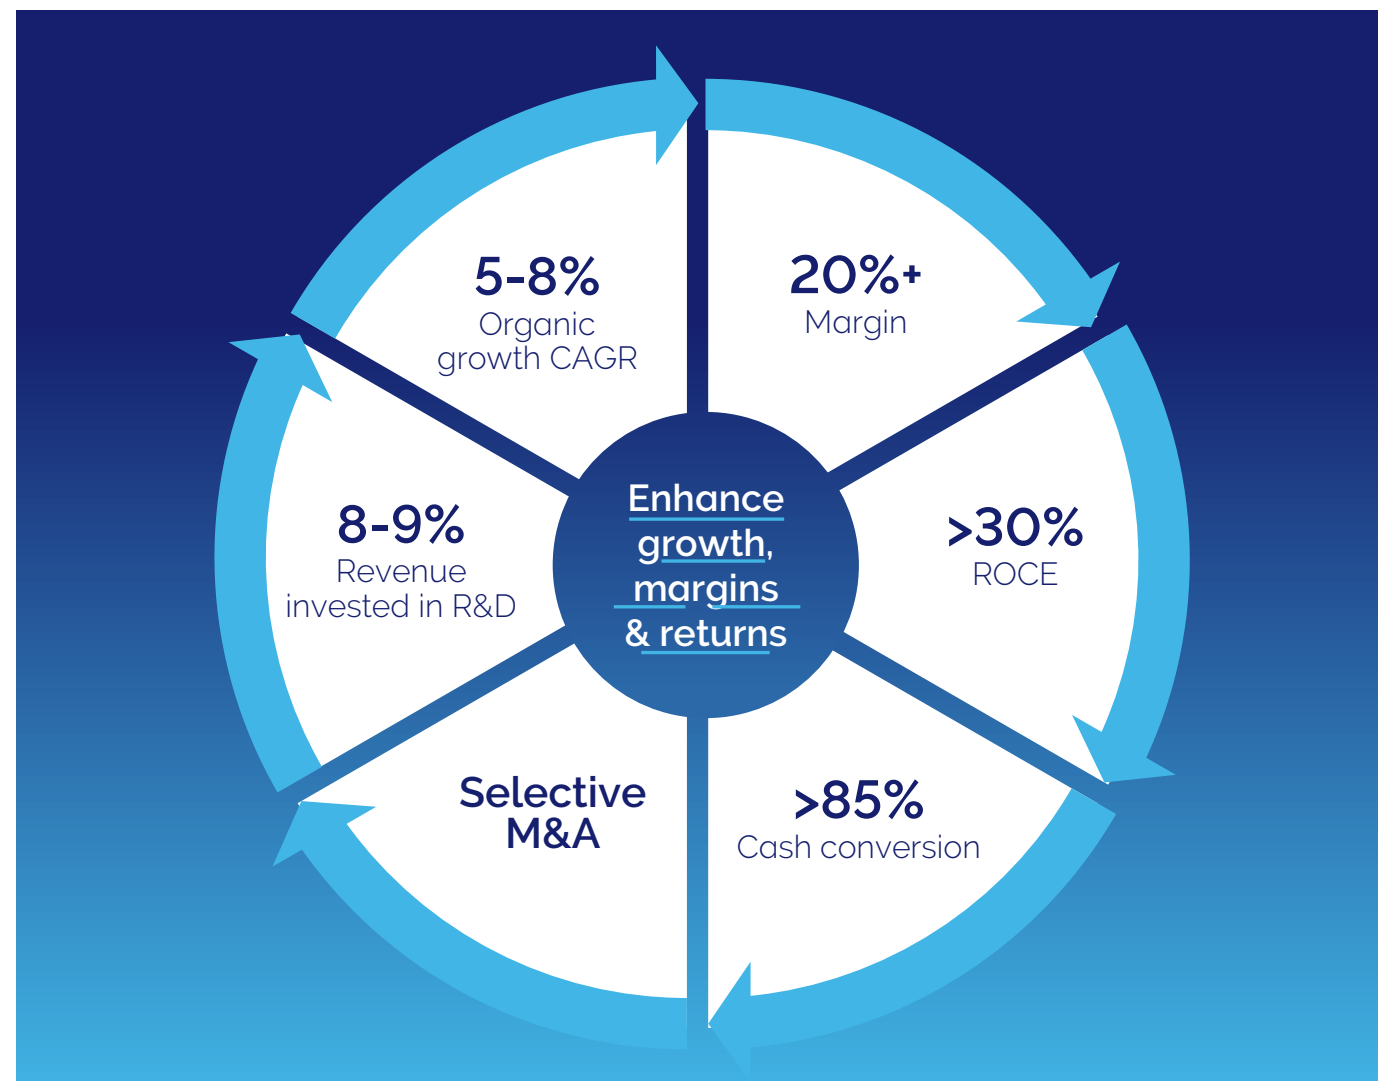 5-8%
Organic
growth CAGR
20%+
Margin
>30%
ROCE
>85%
Cash conversion
Selective
M&A
8-9%
Revenue
invested in R&D
Enhance
growth,
margins
& returns